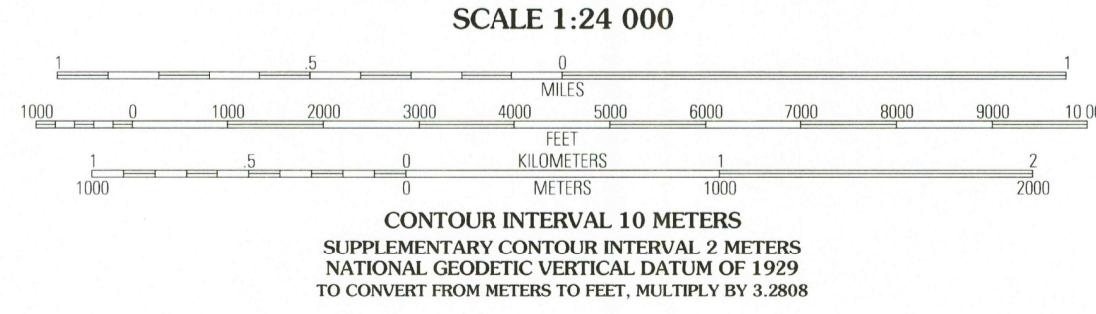 SCALE 1:24 000
1 .5 0 1
MILES
1000 0 1000 2000 3000 4000 5000 6000 7000 8000 9000 10 00
FEET
1 .5 0 KILOMETERS 1 2
1000 0 METERS 1000 2000
CONTOUR INTERVAL 10 METERS
SUPPLEMENTARY CONTOUR INTERVAL 2 METERS
NATIONAL GEODETIC VERTICAL DATUM OF 1929
TO CONVERT FROM METERS TO FEET, MULTIPLY BY 3.2808